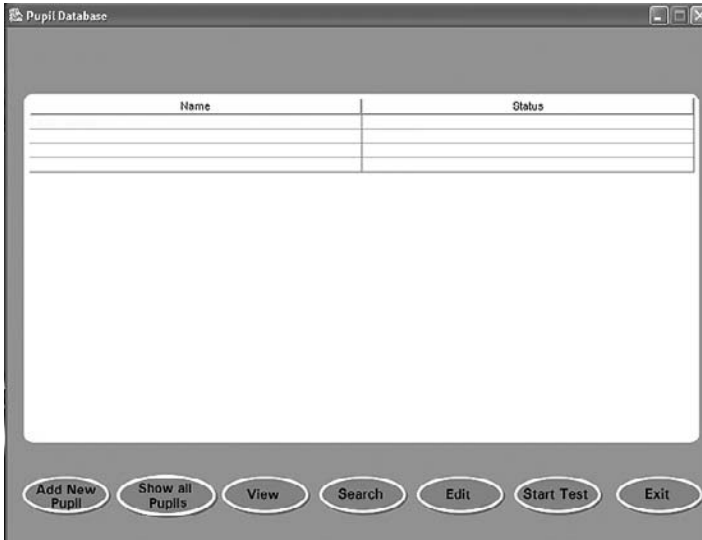 Pupil Database
Name Status
Add New Pupil
Show all Pupils
View
Search
Edit
Start Test
Exit